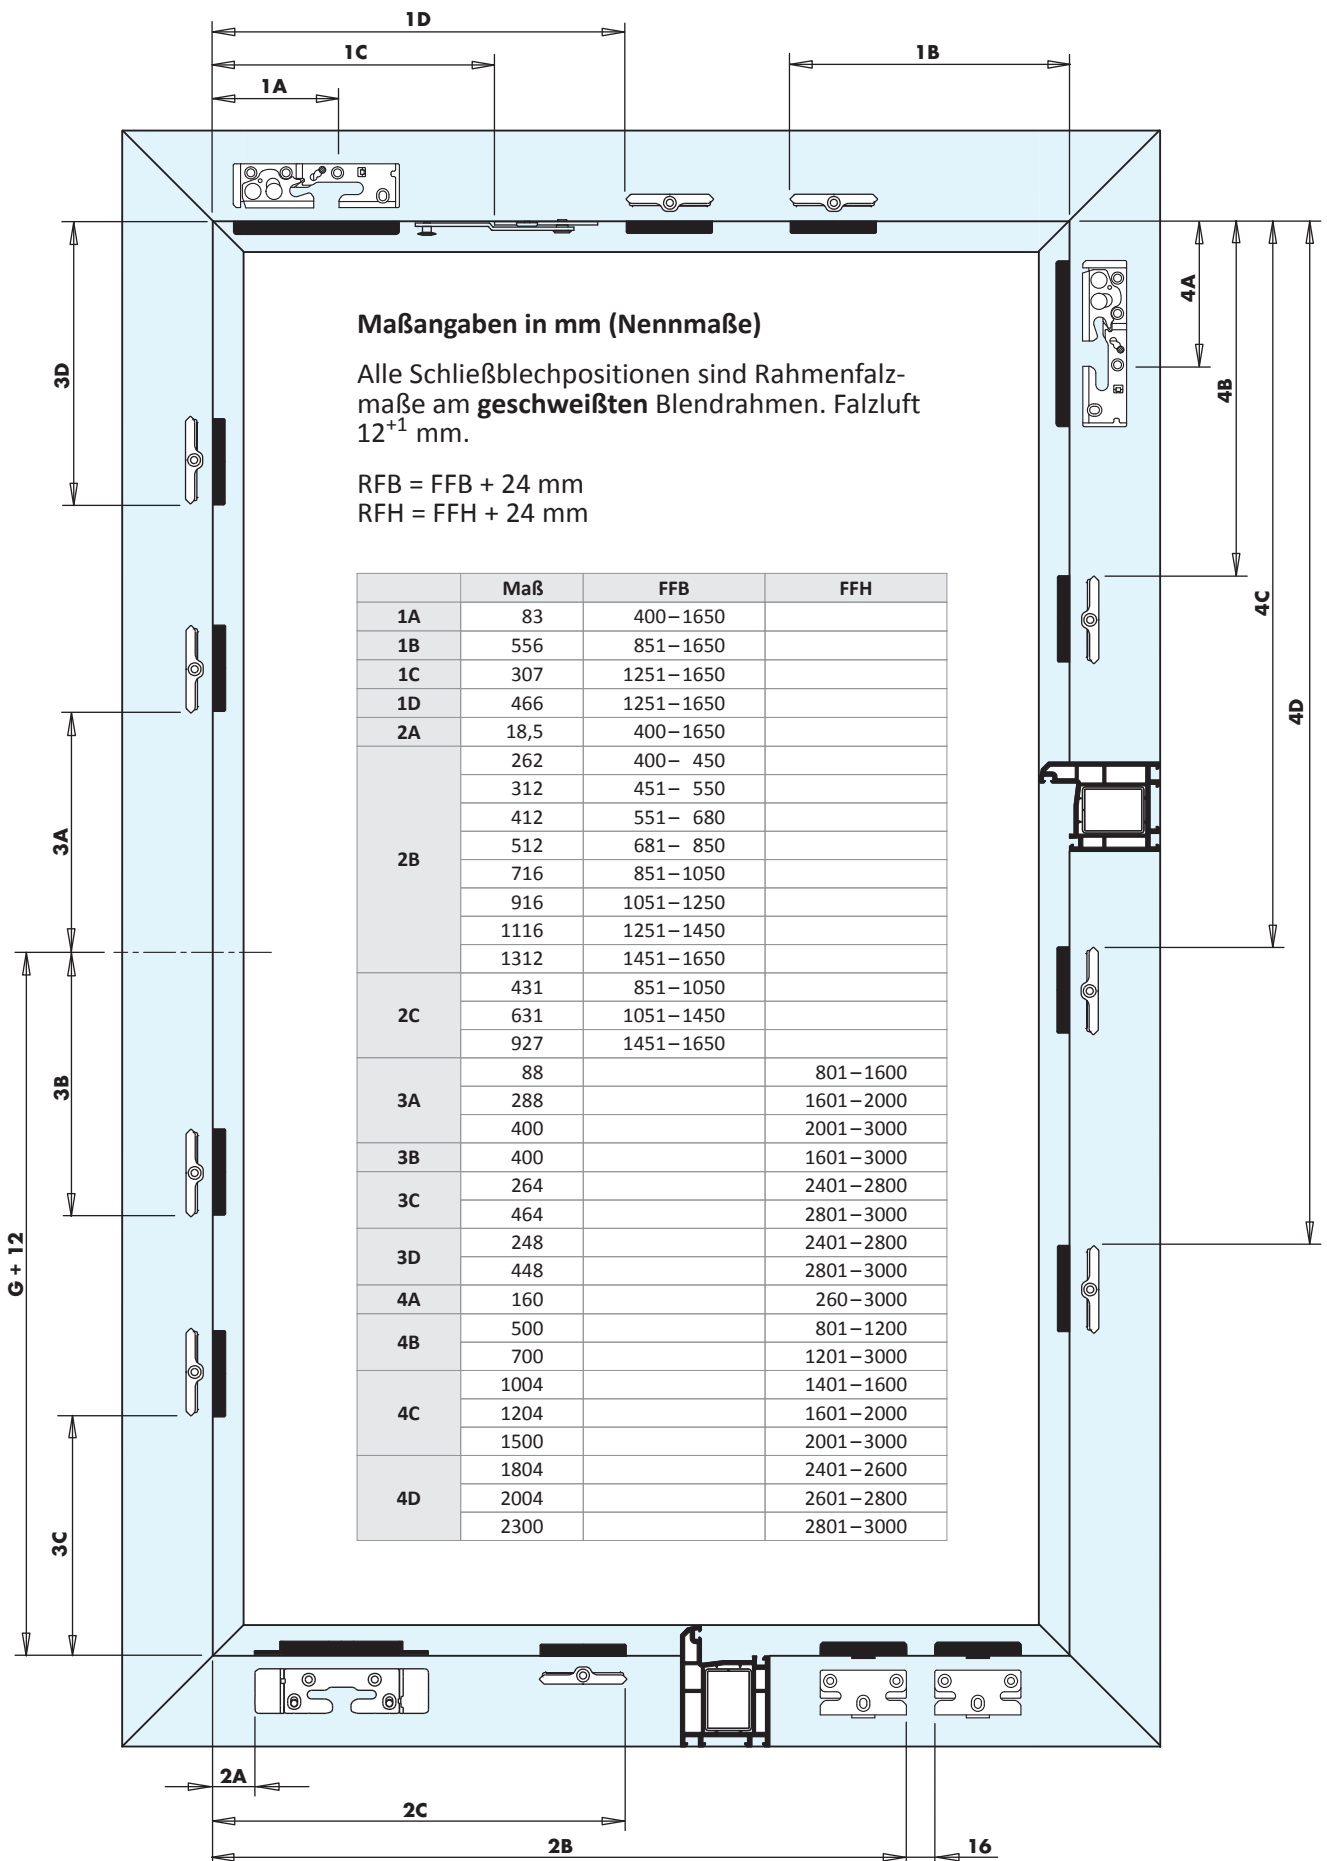 1D
1C
1B
1A
3D
4A
4B
Maßangaben in mm (Nennmaße)
Alle Schließblechpositionen sind Rahmenfalz-
maße am geschweißten Blendrahmen. Falzluft
12+1 mm.
RFB = FFB + 24 mm
RFH = FFH + 24 mm
4C
4D
Maß FFB FFH
1A 83 400–1650
1B 556 851–1650
1C 307 1251–1650
1D 466 1251–1650
2A 18,5 400–1650
2B 262 400– 450
312 451– 550
412 551– 680
512 681– 850
716 851–1050
916 1051–1250
1116 1251–1450
1312 1451–1650
2C 431 851–1050
631 1051–1450
927 1451–1650
3A 88 801–1600
288 1601–2000
400 2001–3000
3B 400 1601–3000
3C 264 2401–2800
464 2801–3000
3D 248 2401–2800
448 2801–3000
4A 160 260–3000
4B 500 801–1200
700 1201–3000
4C 1004 1401–1600
1204 1601–2000
1500 2001–3000
4D 1804 2401–2600
2004 2601–2800
2300 2801–3000
3A
3B
G + 12
3C
2A
2C
2B
16